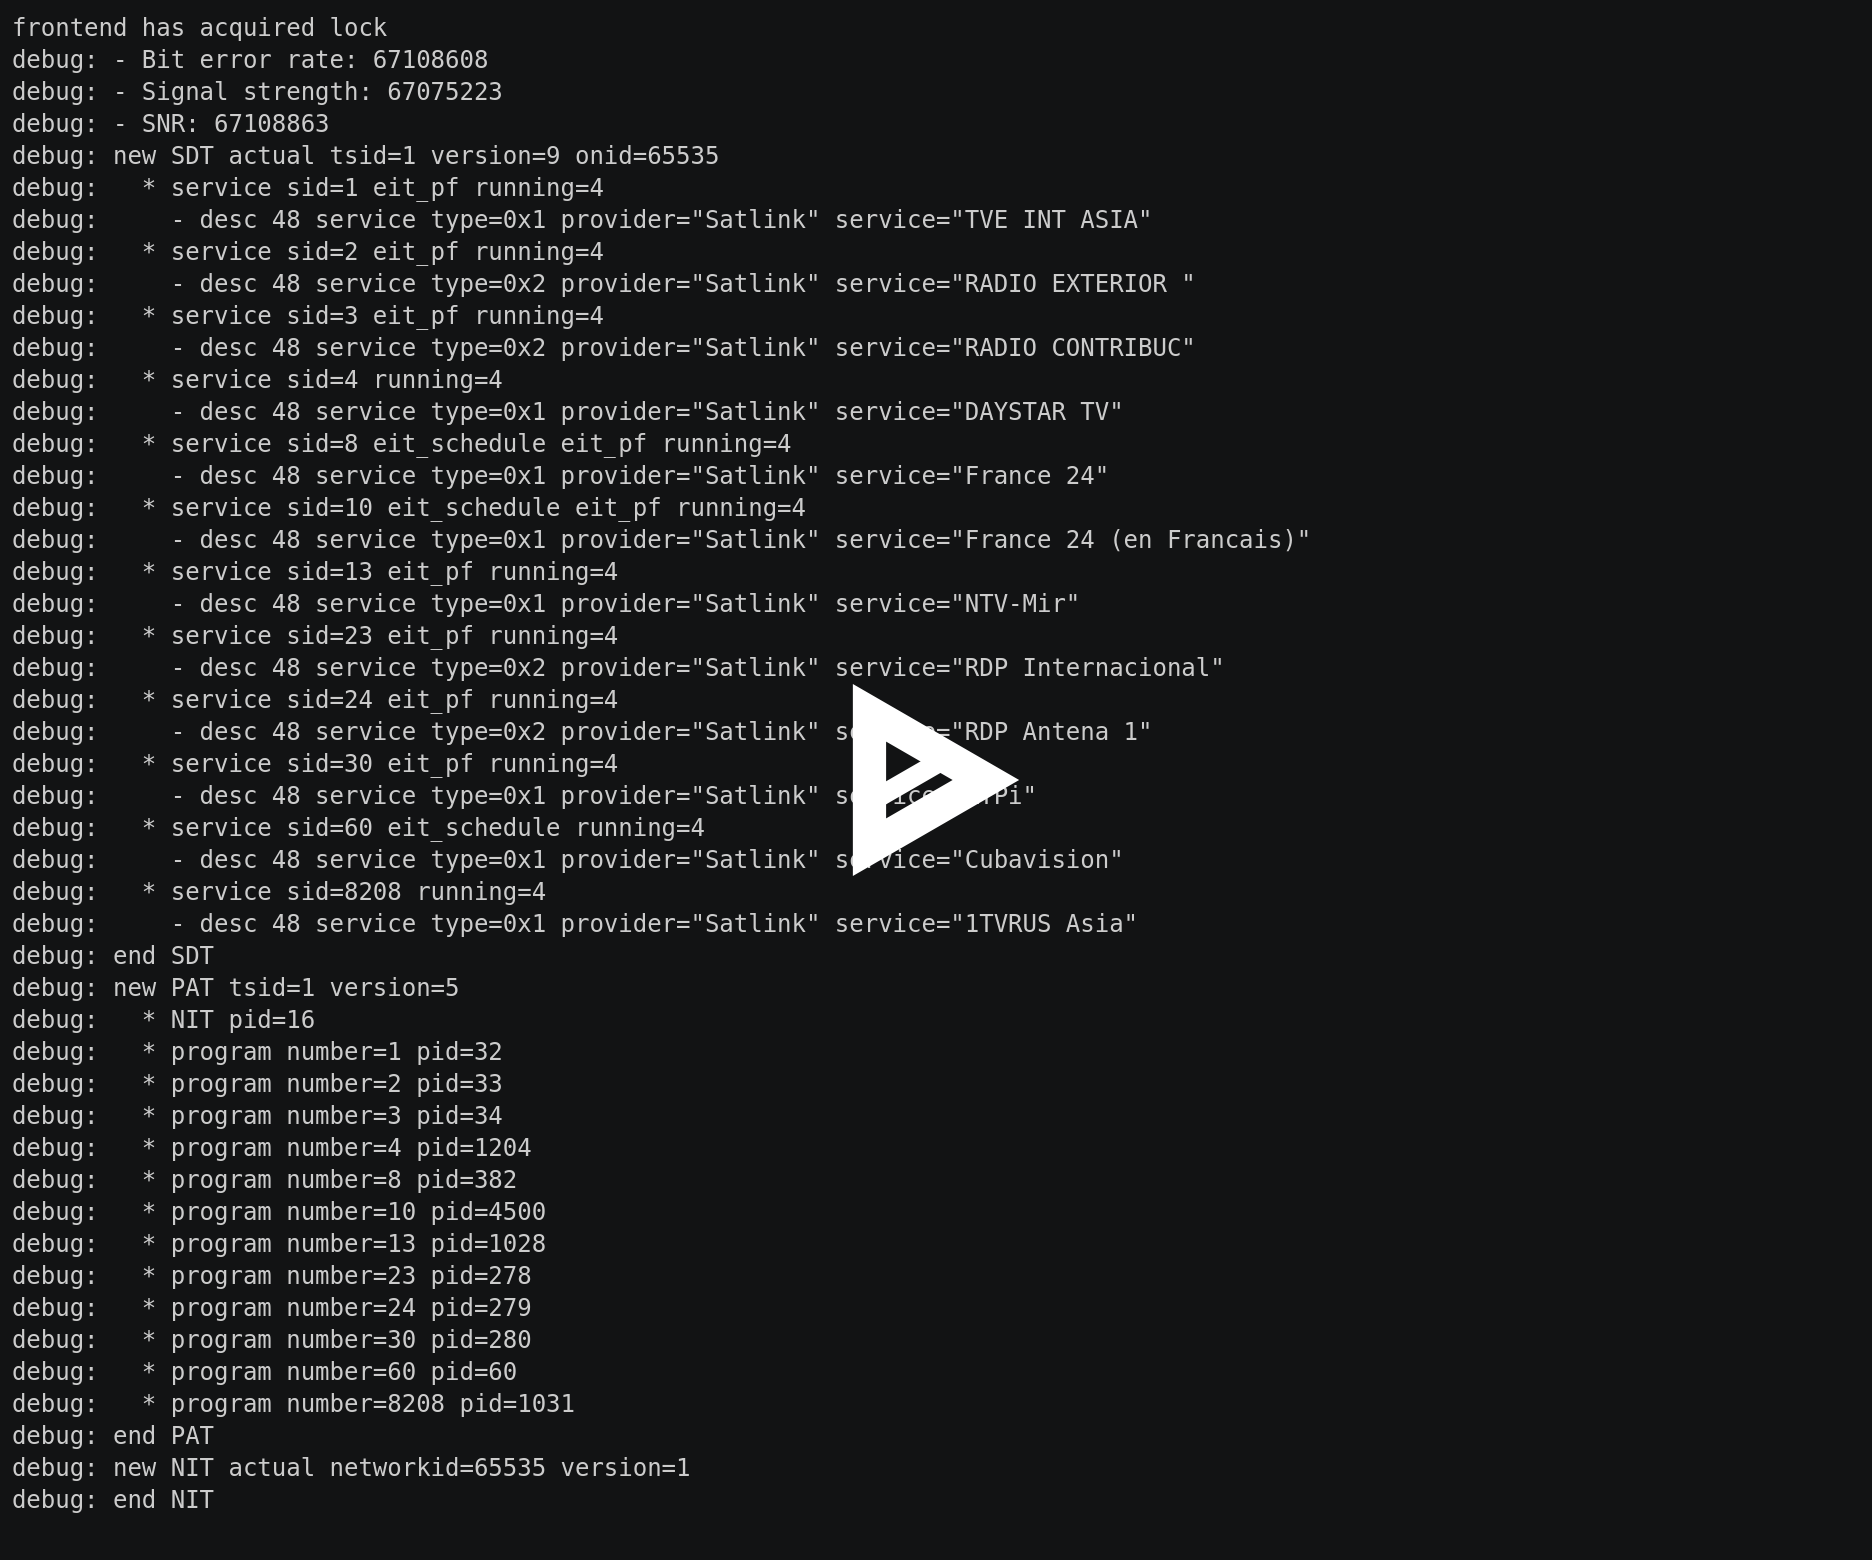 frontend has acquired lock
debug: - Bit error rate: 67108608
debug: - Signal strength: 67075223
debug: - SNR: 67108863
debug: new SDT actual tsid=1 version=9 onid=65535
debug:   * service sid=1 eit_pf running=4
debug:     - desc 48 service type=0x1 provider="Satlink" service="TVE INT ASIA"
debug:   * service sid=2 eit_pf running=4
debug:     - desc 48 service type=0x2 provider="Satlink" service="RADIO EXTERIOR "
debug:   * service sid=3 eit_pf running=4
debug:     - desc 48 service type=0x2 provider="Satlink" service="RADIO CONTRIBUC"
debug:   * service sid=4 running=4
debug:     - desc 48 service type=0x1 provider="Satlink" service="DAYSTAR TV"
debug:   * service sid=8 eit_schedule eit_pf running=4
debug:     - desc 48 service type=0x1 provider="Satlink" service="France 24"
debug:   * service sid=10 eit_schedule eit_pf running=4
debug:     - desc 48 service type=0x1 provider="Satlink" service="France 24 (en Francais)"
debug:   * service sid=13 eit_pf running=4
debug:     - desc 48 service type=0x1 provider="Satlink" service="NTV-Mir"
debug:   * service sid=23 eit_pf running=4
debug:     - desc 48 service type=0x2 provider="Satlink" service="RDP Internacional"
debug:   * service sid=24 eit_pf running=4
debug:     - desc 48 service type=0x2 provider="Satlink" service="RDP Antena 1"
debug:   * service sid=30 eit_pf running=4
debug:     - desc 48 service type=0x1 provider="Satlink"
debug:   * service sid=60 eit_schedule running=4
debug:     - desc 48 service type=0x1 provider="Satlink" service="Cubavision"
debug:   * service sid=8208 running=4
debug:     - desc 48 service type=0x1 provider="Satlink" service="1TVRUS Asia"
debug: end SDT
debug: new PAT tsid=1 version=5
debug:   * NIT pid=16
debug:   * program number=1 pid=32
debug:   * program number=2 pid=33
debug:   * program number=3 pid=34
debug:   * program number=4 pid=1204
debug:   * program number=8 pid=382
debug:   * program number=10 pid=4500
debug:   * program number=13 pid=1028
debug:   * program number=23 pid=278
debug:   * program number=24 pid=279
debug:   * program number=30 pid=280
debug:   * program number=60 pid=60
debug:   * program number=8208 pid=1031
debug: end PAT
debug: new NIT actual networkid=65535 version=1
debug: end NIT